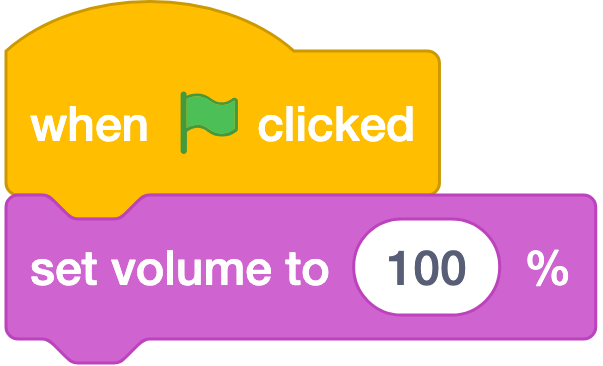 when clicked
set volume to 100 %